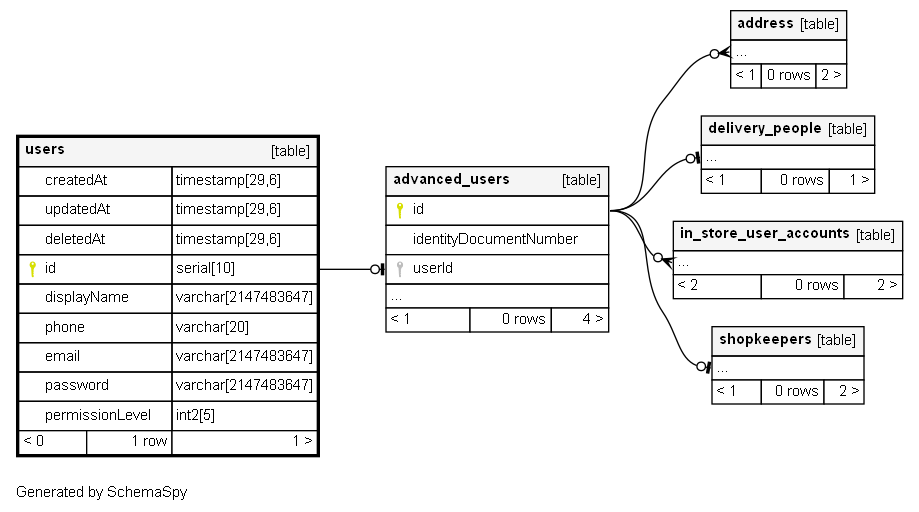 users [table]
createdAt timestamp[29,6]
updatedAt timestamp[29,6]
deletedAt timestamp[29,6]
id serial[10]
displayName varchar[2147483647]
phone varchar[20]
email varchar[2147483647]
password varchar[2147483647]
permissionLevel int2[5]
< 0 1 row 1 >
advanced_users [table]
id
identityDocumentNumber
userId
...
< 1 0 rows 4 >
address [table]
...
< 1 0 rows 2 >
delivery_people [table]
...
< 1 0 rows 1 >
in_store_user_accounts [table]
...
< 2 0 rows 2 >
shopkeepers [table]
...
< 1 0 rows 2 >
Generated by SchemaSpy